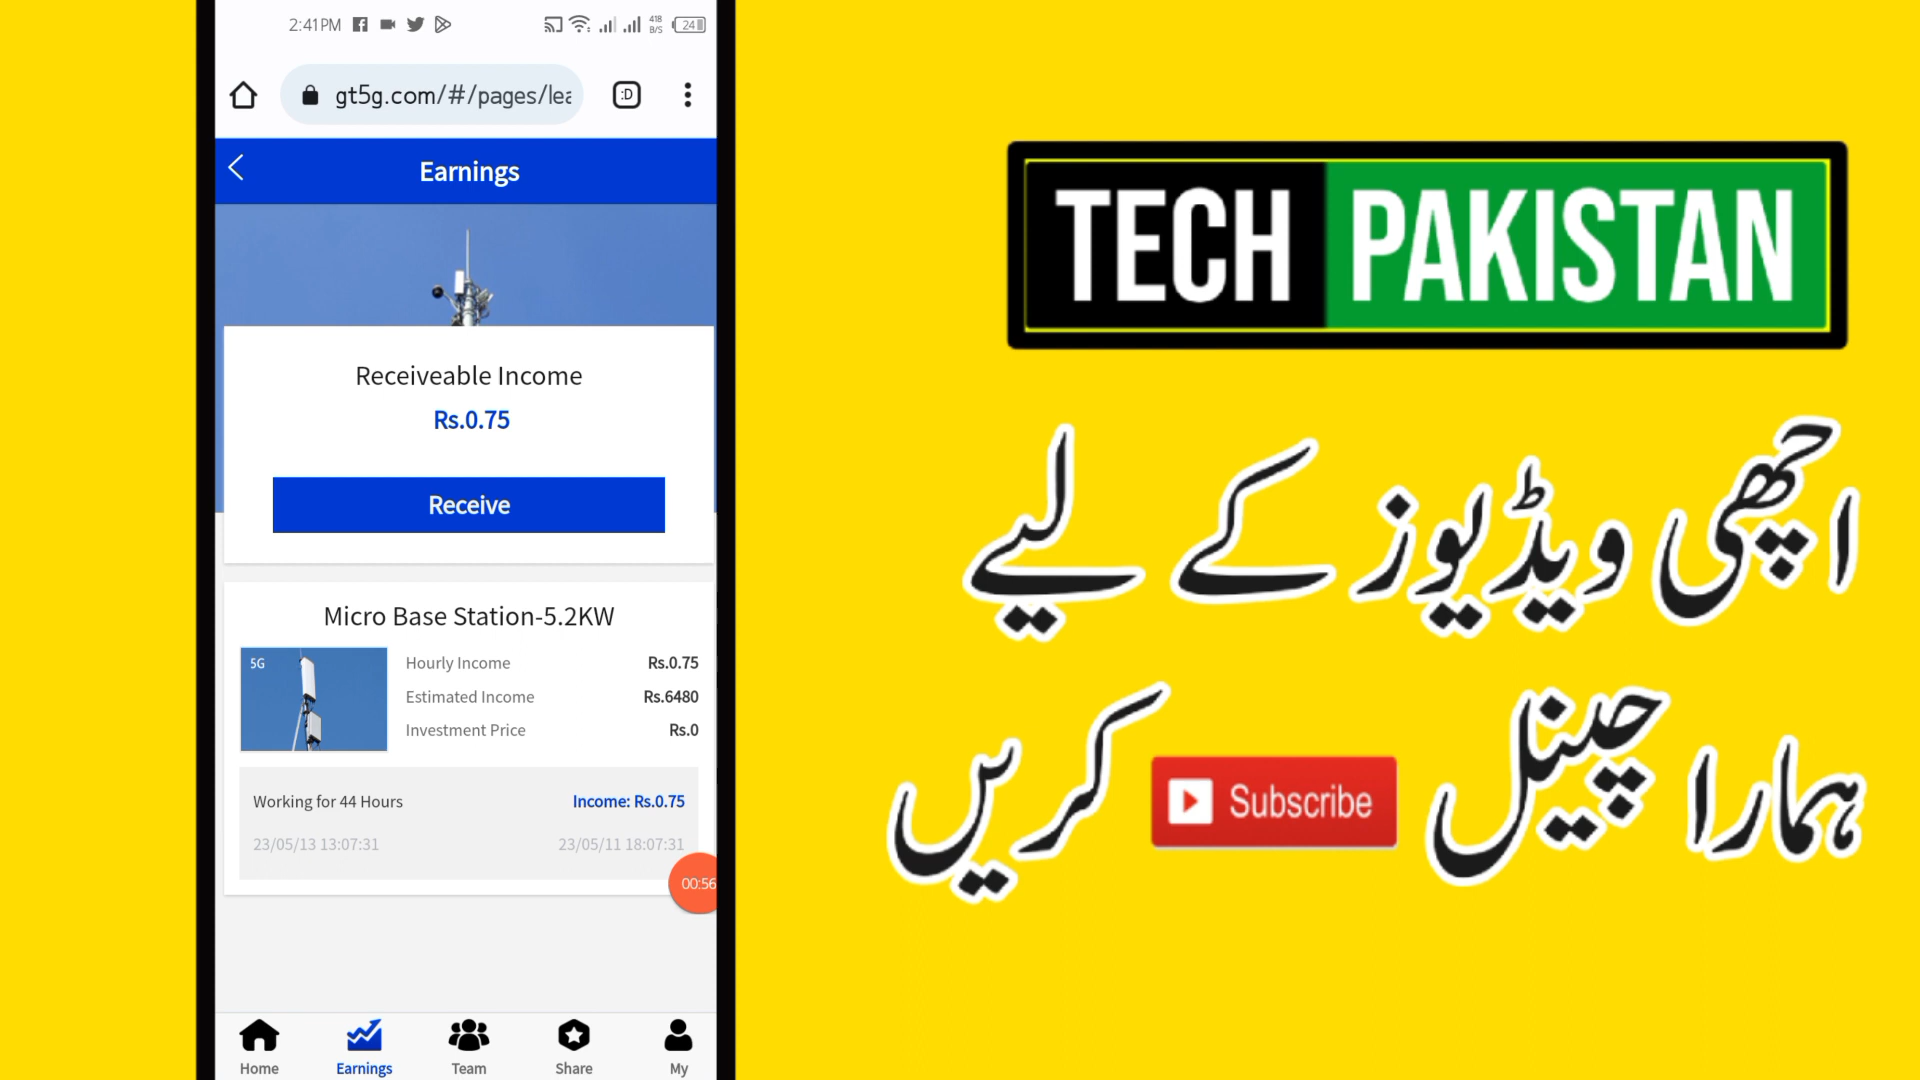 2:41PM
418
B/S
24
gt5g.com/#/pages/lea
:D
Earnings
Receiveable Income
Rs.0.75
Receive
Micro Base Station-5.2KW
5G
Hourly Income Rs.0.75
Estimated Income Rs.6480
Investment Price Rs.0
Working for 44 Hours Income: Rs.0.75
23/05/13 13:07:31 23/05/11 18:07:31
00:56
Home Earnings Team Share My
TECH PAKISTAN
اچھی ویڈیوز کے لیے
ہمارا چینل Subscribe کریں